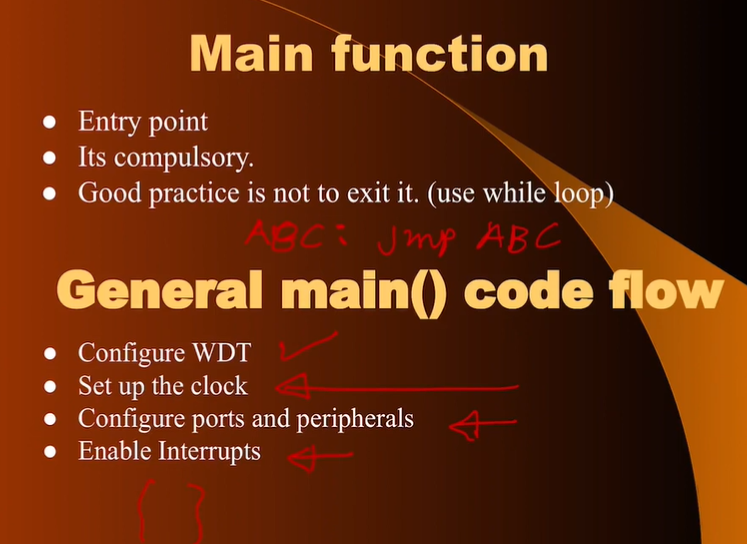 Main function
● Entry point
● Its compulsory.
● Good practice is not to exit it. (use while loop)
ABC: Jmp ABC
General main() code flow
● Configure WDT
● Set up the clock
● Configure ports and peripherals
● Enable Interrupts
{ }